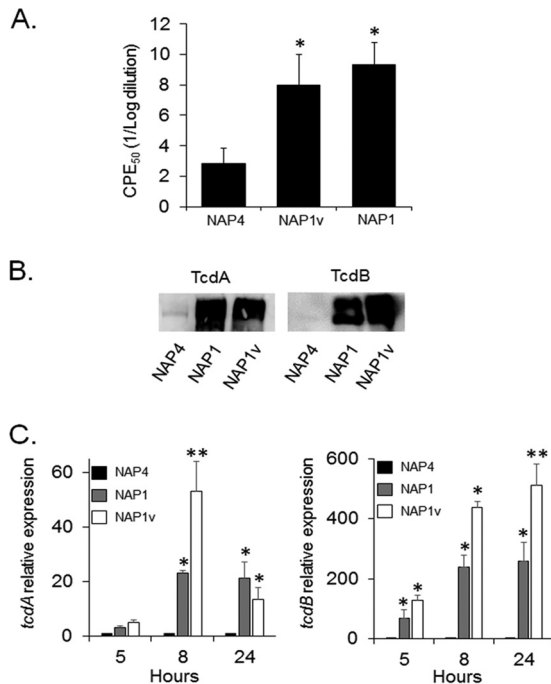 A.
12
10
8
6
4
2
0
CPE50 (1/Log dilution)
*
*
NAP4 NAP1v NAP1
B.
TcdA TcdB
NAP4 NAP1 NAP1v NAP4 NAP1 NAP1v
C.
tcdA relative expression
60
40
20
0
NAP4
NAP1
NAP1v
**
*
*
*
5 8 24
Hours
tcdB relative expression
600
400
200
0
NAP4
NAP1
NAP1v
*
*
*
*
*
**
5 8 24
Hours